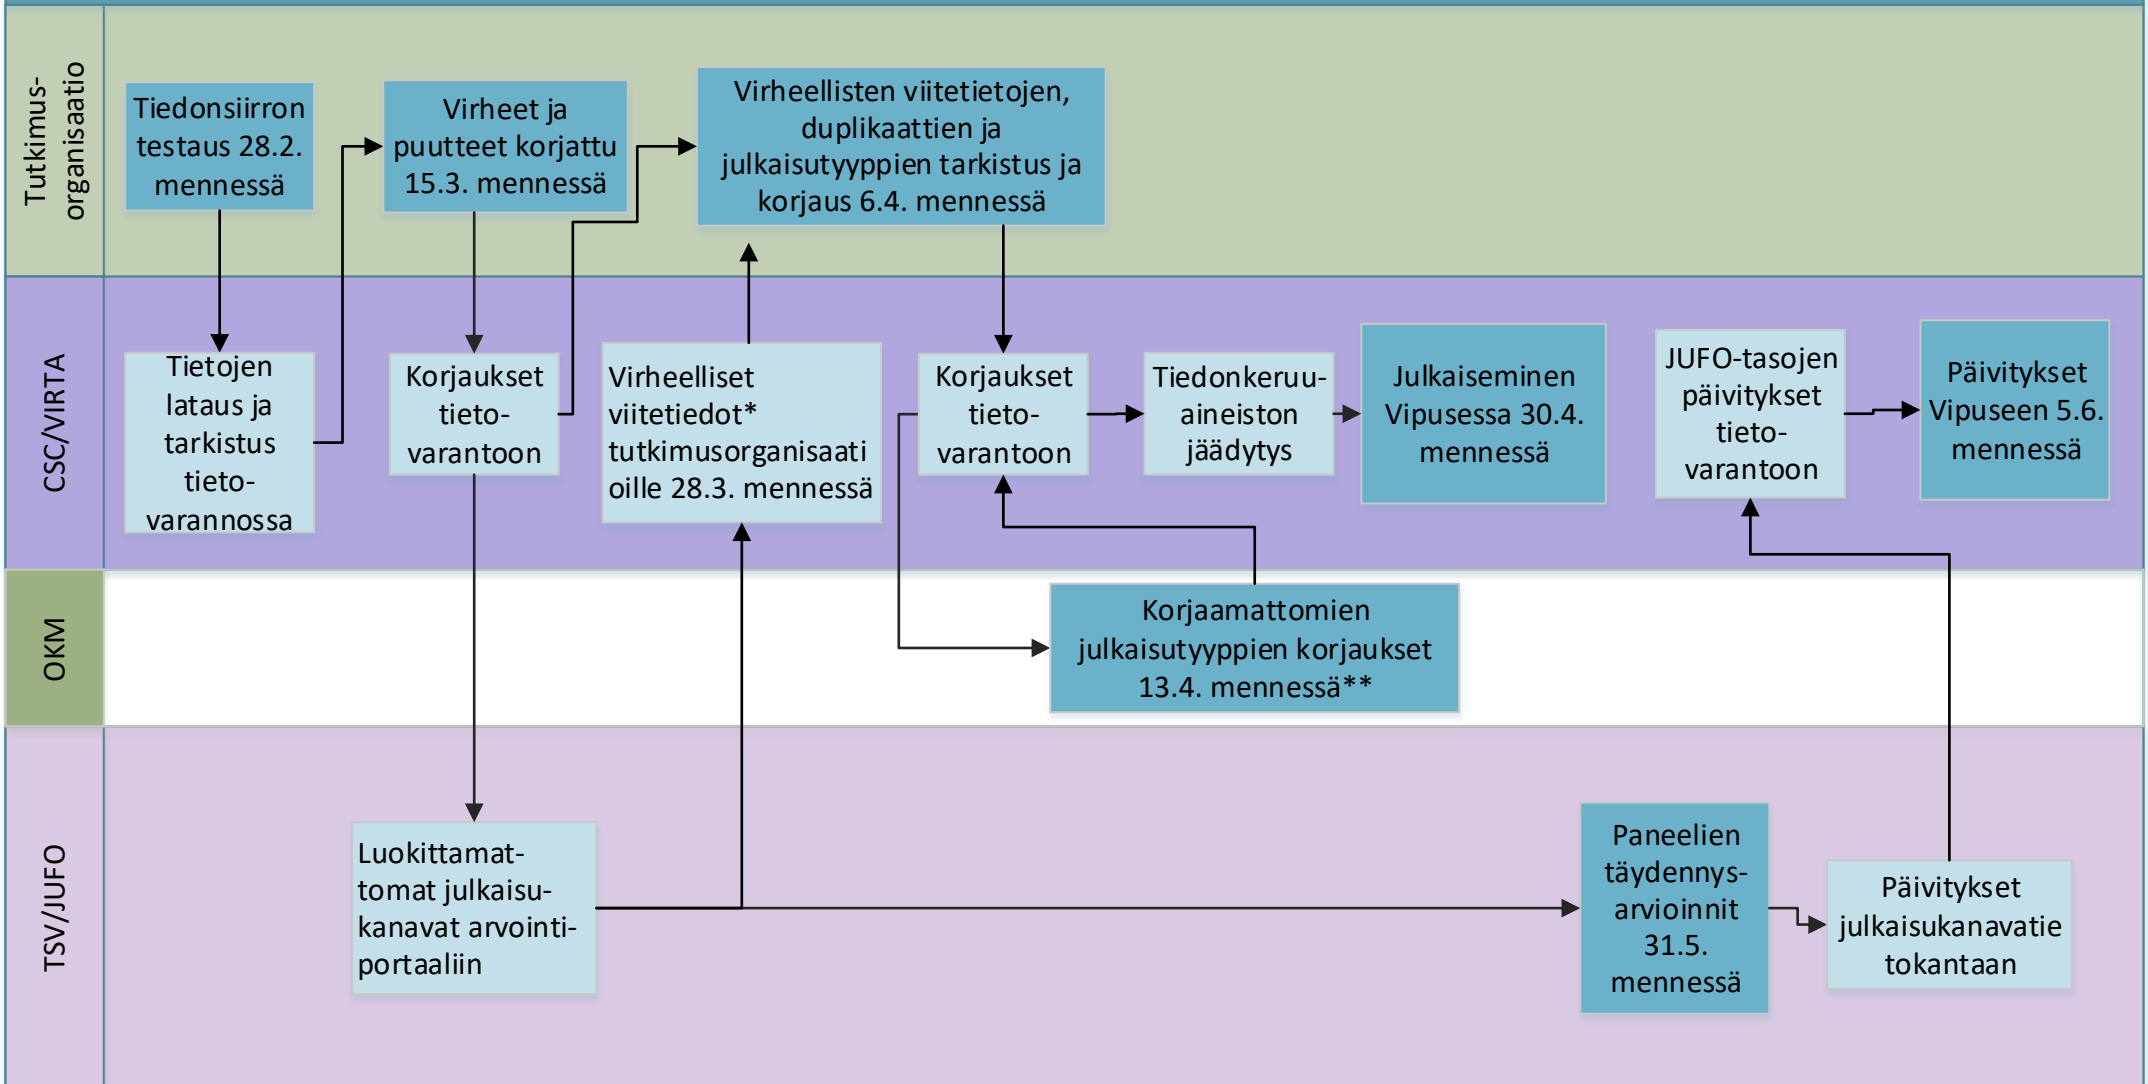 Tutkimus-
organisaatio
Tiedonsiirron
testaus 28.2.
mennessä
Virheet ja
puutteet korjattu
15.3. mennessä
Virheellisten viitetietojen,
duplikaattien ja
julkaisutyyppien tarkistus ja
korjaus 6.4. mennessä
CSC/VIRTA
Tietojen
lataus ja
tarkistus
tieto-
varannossa
Korjaukset
tieto-
varantoon
Virheelliset
viitetiedot*
tutkimusorganisaati
oille 28.3. mennessä
Korjaukset
tieto-
varantoon
Tiedonkeruu-
aineiston
jäädytys
Julkaiseminen
Vipusessa 30.4.
mennessä
JUFO-tasojen
päivitykset
tieto-
varantoon
Päivitykset
Vipuseen 5.6.
mennessä
OKM
Korjaamattomien
julkaisutyyppien korjaukset
13.4. mennessä**
TSV/JUFO
Luokittamat-
tomat julkaisu-
kanavat arvointi-
portaaliin
Paneelien
täydennys-
arvioinnit
31.5.
mennessä
Päivitykset
julkaisukanavatie
tokantaan